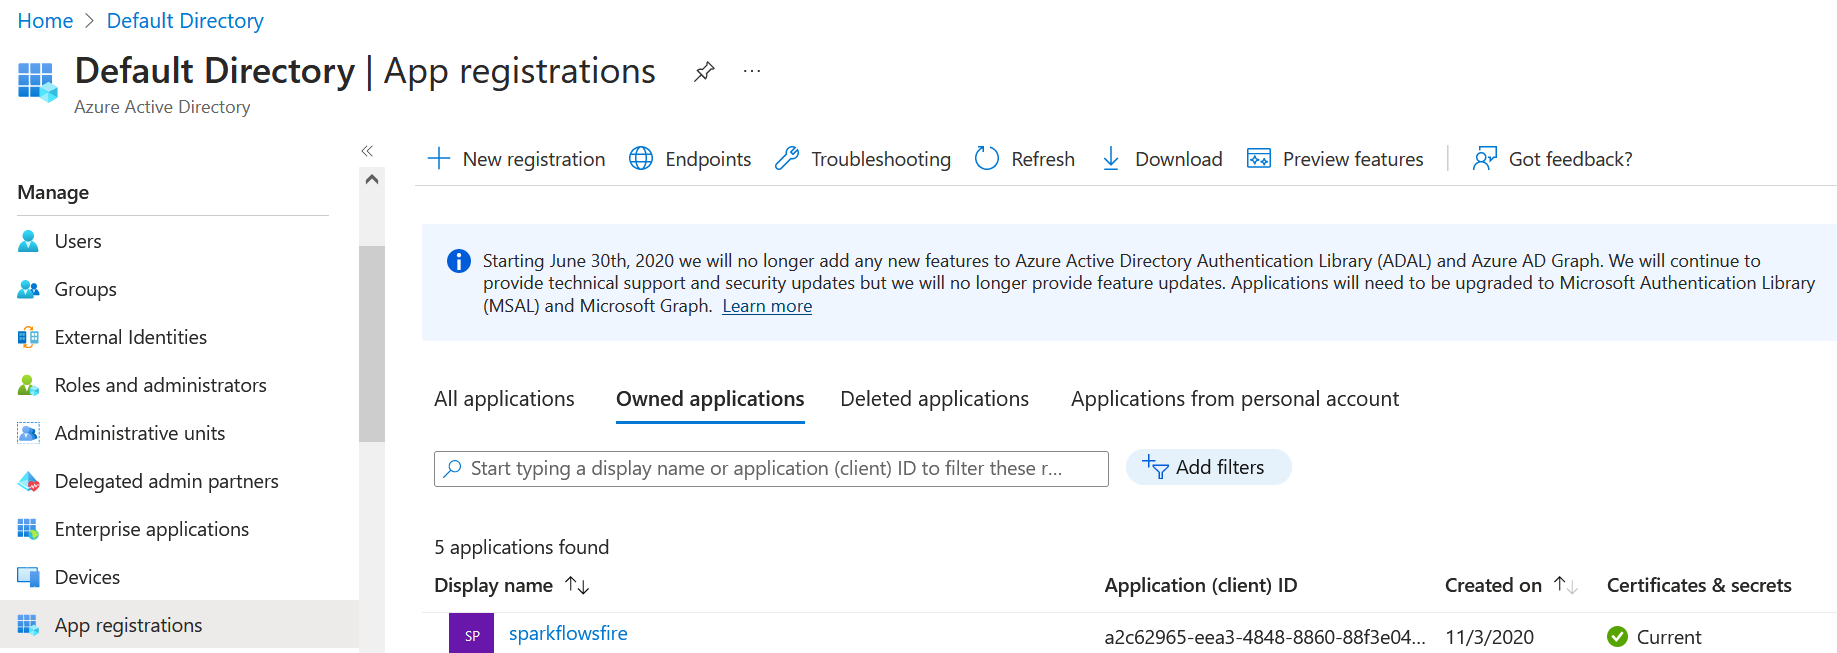 Home > Default Directory
Default Directory | App registrations ...
Azure Active Directory
«
Manage
Users
Groups
External Identities
Roles and administrators
Administrative units
Delegated admin partners
Enterprise applications
Devices
App registrations
New registration Endpoints Troubleshooting Refresh Download Preview features Got feedback?
Starting June 30th, 2020 we will no longer add any new features to Azure Active Directory Authentication Library (ADAL) and Azure AD Graph. We will continue to
provide technical support and security updates but we will no longer provide feature updates. Applications will need to be upgraded to Microsoft Authentication Library
(MSAL) and Microsoft Graph. Learn more
All applications Owned applications Deleted applications Applications from personal account
Start typing a display name or application (client) ID to filter these r... Add filters
5 applications found
Display name Application (client) ID Created on Certificates & secrets
SP sparkflowsfire a2c62965-eea3-4848-8860-88f3e04... 11/3/2020 Current